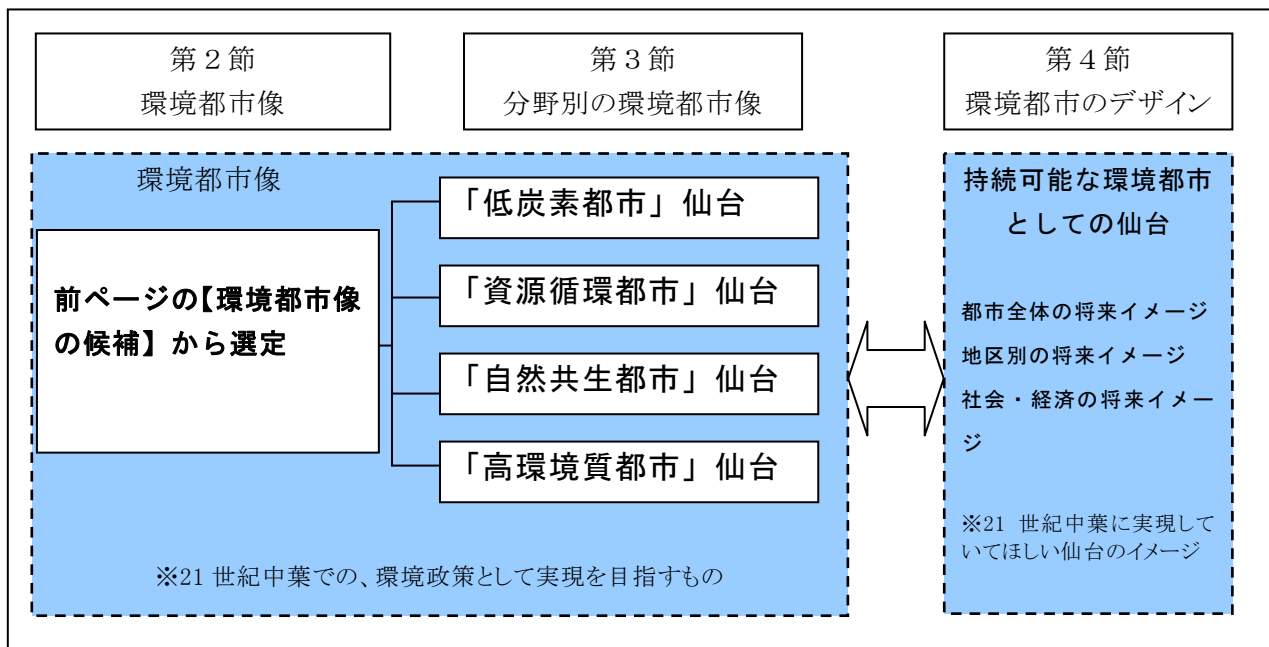 第２節
環境都市像
第３節
分野別の環境都市像
第４節
環境都市のデザイン
環境都市像
前ページの【環境都市像
の候補】から選定
「低炭素都市」仙台
「資源循環都市」仙台
「自然共生都市」仙台
「高環境質都市」仙台
※21 世紀中葉での、環境政策として実現を目指すもの
持続可能な環境都市
としての仙台
都市全体の将来イメージ
地区別の将来イメージ
社会・経済の将来イメー
ジ
※21 世紀中葉に実現して
いてほしい仙台のイメージ